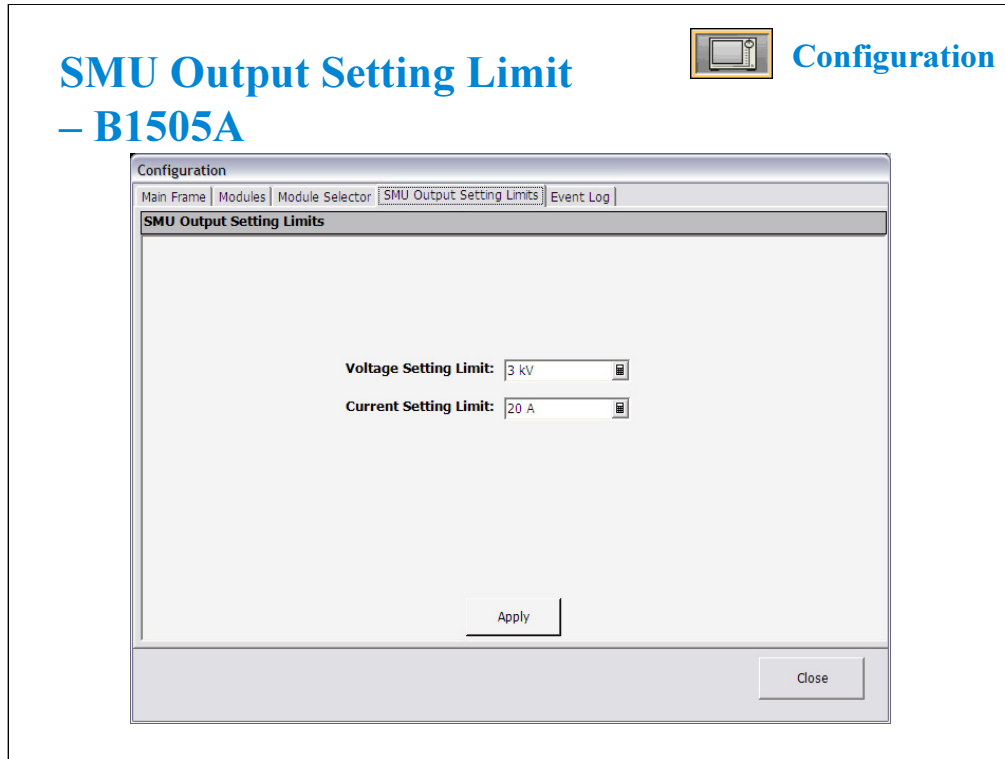 SMU Output Setting Limit
– B1505A
Configuration
Configuration
Main Frame
Modules
Module Selector
SMU Output Setting Limits
Event Log
SMU Output Setting Limits
Voltage Setting Limit: 3 kV
Current Setting Limit: 20 A
Apply
Close